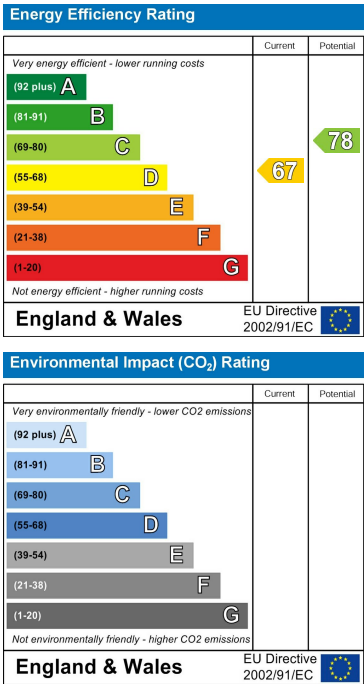 Energy Efficiency Rating
Current Potential
Very energy efficient - lower running costs
(92 plus) A
(81-91) B
(69-80) C
78
(55-68) D
67
(39-54) E
(21-38) F
(1-20) G
Not energy efficient - higher running costs
England & Wales
EU Directive
2002/91/EC
Environmental Impact (CO₂) Rating
Current Potential
Very environmentally friendly - lower CO2 emissions
(92 plus) A
(81-91) B
(69-80) C
(55-68) D
(39-54) E
(21-38) F
(1-20) G
Not environmentally friendly - higher CO2 emissions
England & Wales
EU Directive
2002/91/EC